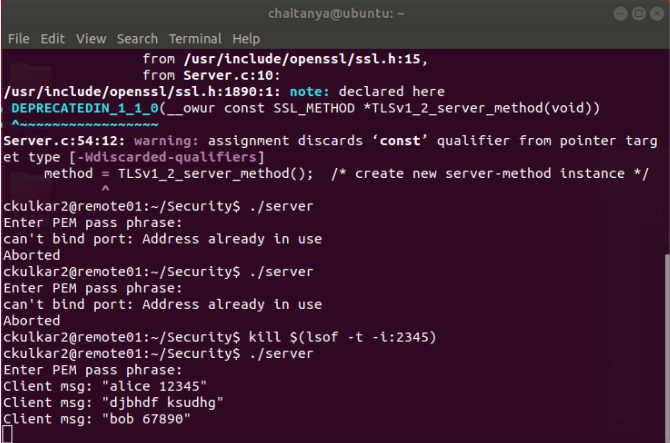 chaitanya@ubuntu: ~
File Edit View Search Terminal Help
from /usr/include/openssl/ssl.h:15,
from Server.c:10:
/usr/include/openssl/ssl.h:1890:1: note: declared here
DEPRECATEDIN_1_1_0(__owur const SSL_METHOD *TLSv1_2_server_method(void))
^~~~~~~~~~~~~~~~~~
Server.c:54:12: warning: assignment discards ‘const’ qualifier from pointer targ
et type [-Wdiscarded-qualifiers]
method = TLSv1_2_server_method();  /* create new server-method instance */
^
ckulkar2@remote01:~/Security$ ./server
Enter PEM pass phrase:
can't bind port: Address already in use
Aborted
ckulkar2@remote01:~/Security$ ./server
Enter PEM pass phrase:
can't bind port: Address already in use
Aborted
ckulkar2@remote01:~/Security$ kill $(lsof -t -i:2345)
ckulkar2@remote01:~/Security$ ./server
Enter PEM pass phrase:
Client msg: "alice 12345"
Client msg: "djbhdf ksudhg"
Client msg: "bob 67890"